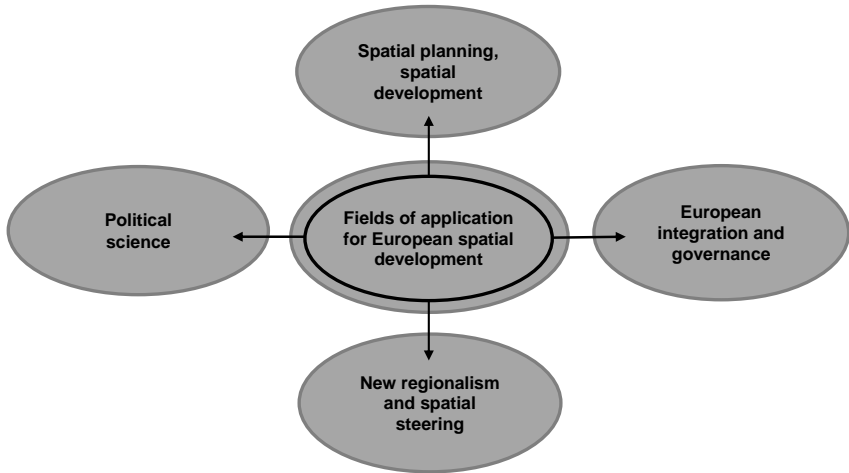 Spatial planning,
spatial
development
Political
science
Fields of application
for European spatial
development
European
integration and
governance
New regionalism
and spatial
steering